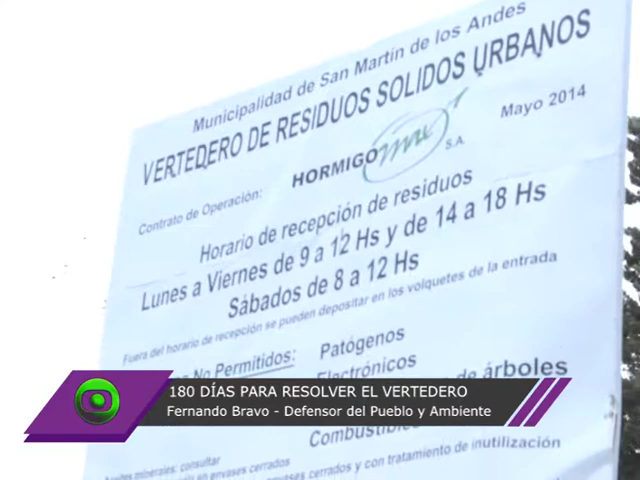 Municipalidad de San Martín de los Andes
VERTEDERO DE RESIDUOS SOLIDOS URBANOS
Mayo 2014
Contrato de Operación: HORMIGO S.A.
Horario de recepción de residuos
Lunes a Viernes de 9 a 12 Hs y de 14 a 18 Hs
Sábados de 8 a 12 Hs
Fuera del horario de recepción se pueden depositar en los volquetes de la entrada
No Permitidos: Patógenos
Electrónicos
de árboles
180 DÍAS PARA RESOLVER EL VERTEDERO
Fernando Bravo - Defensor del Pueblo y Ambiente
minerales: consultar
en envases cerrados
envases cerrados y con tratamiento de inutilización